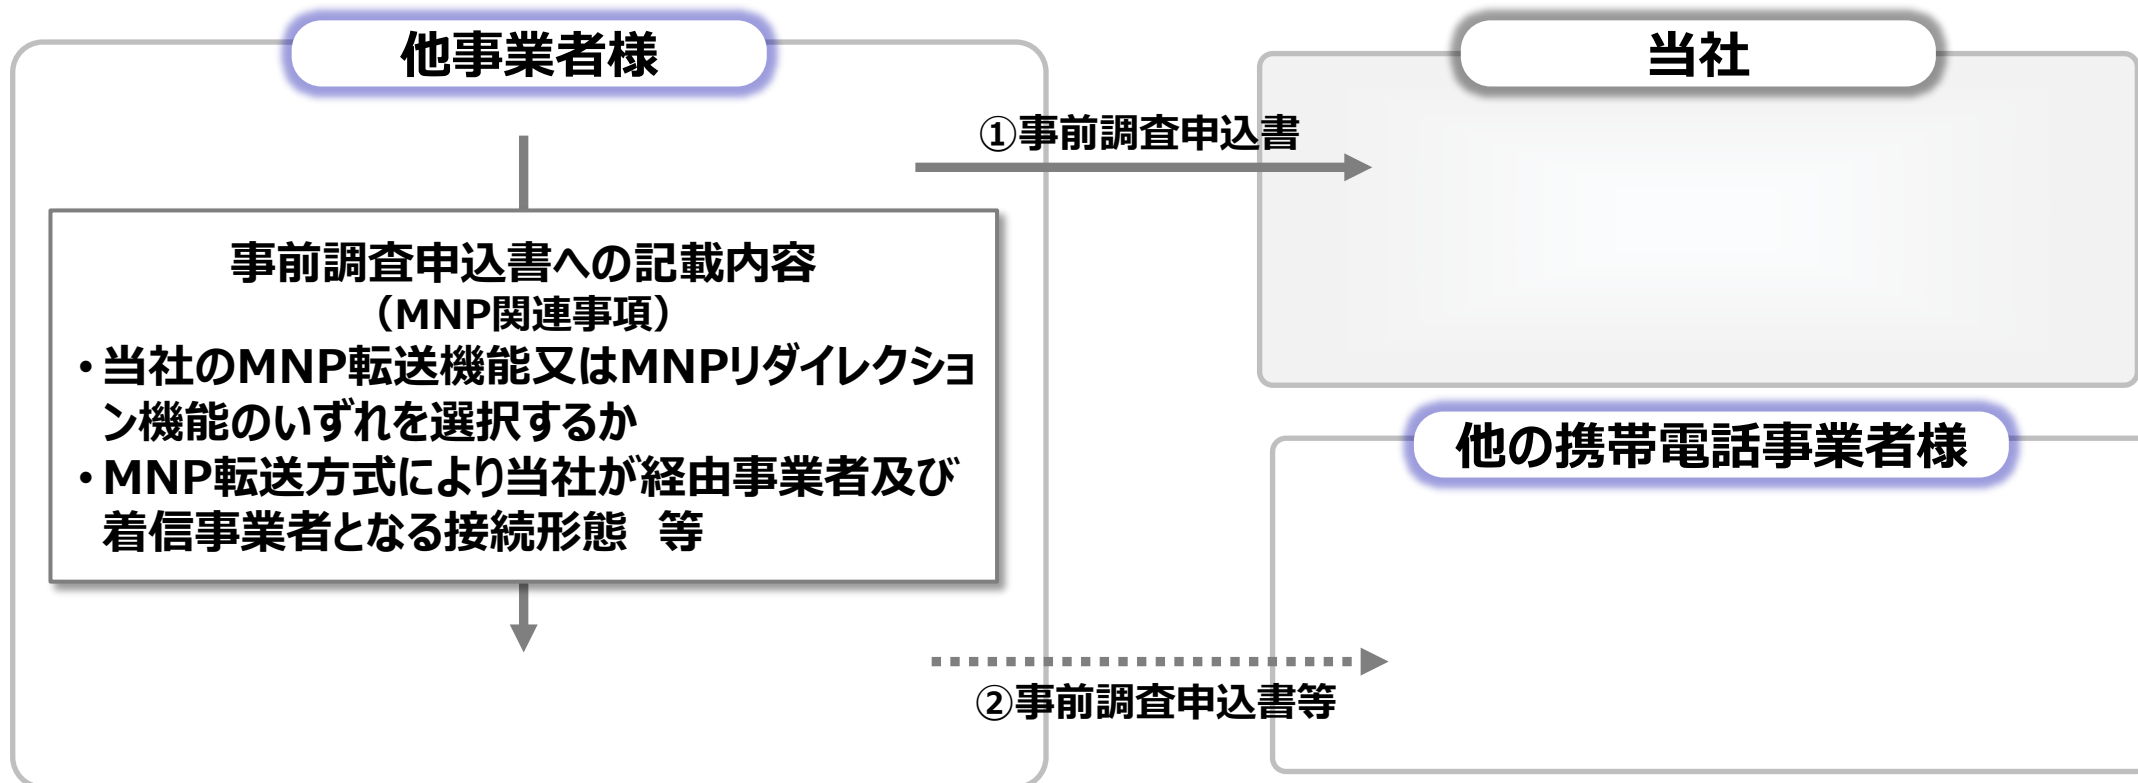 他事業者様
当社
①事前調査申込書
事前調査申込書への記載内容
（MNP関連事項）
・当社のMNP転送機能又はMNPリダイレクショ
ン機能のいずれを選択するか
・MNP転送方式により当社が経由事業者及び
着信事業者となる接続形態　等
他の携帯電話事業者様
②事前調査申込書等